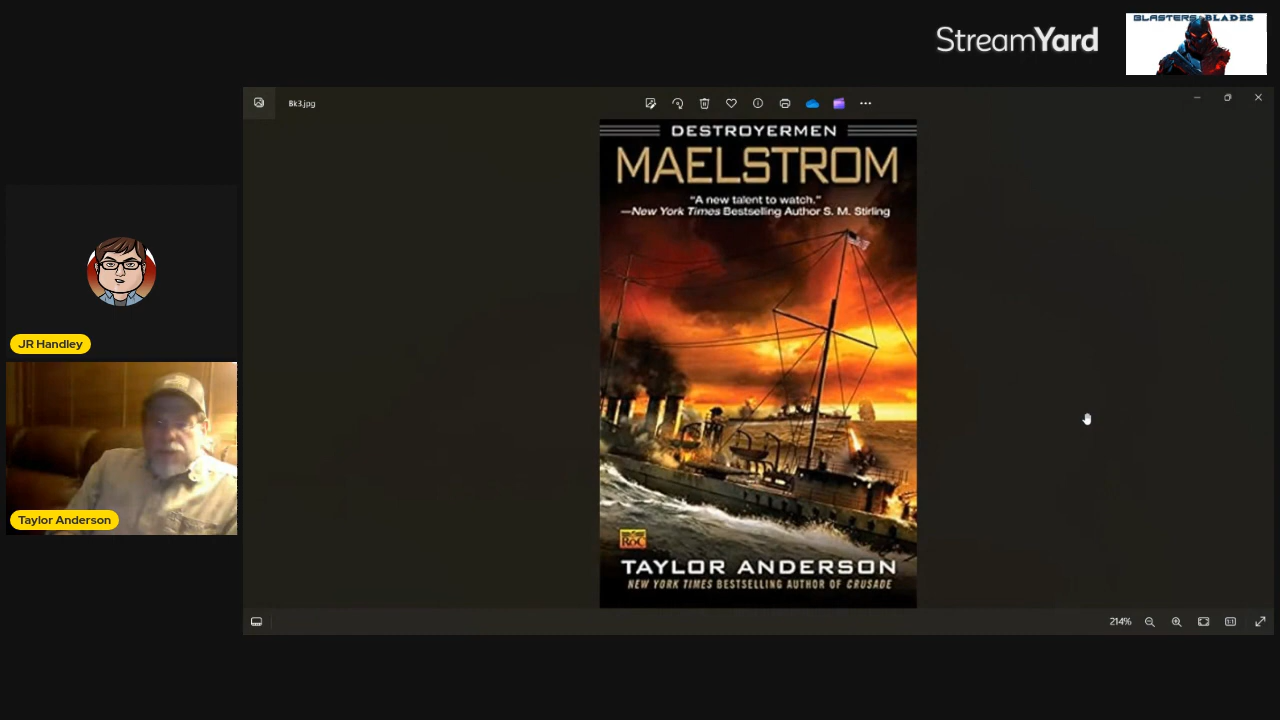 StreamYard
BLASTERS & BLADES
Bk3.jpg
DESTROYERMEN
MAELSTROM
"A new talent to watch."
—New York Times Bestselling Author S. M. Stirling
JR Handley
Taylor Anderson
ROC
TAYLOR ANDERSON
NEW YORK TIMES BESTSELLING AUTHOR OF CRUSADE
214%